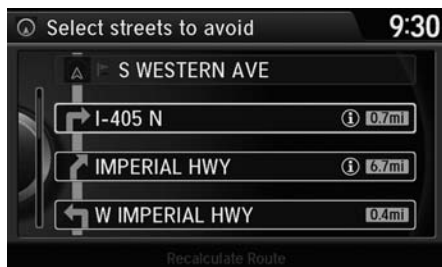 Select streets to avoid 9:30
S WESTERN AVE
I-405 N 0.7mi
IMPERIAL HWY 6.7mi
W IMPERIAL HWY 0.4mi
Recalculate Route